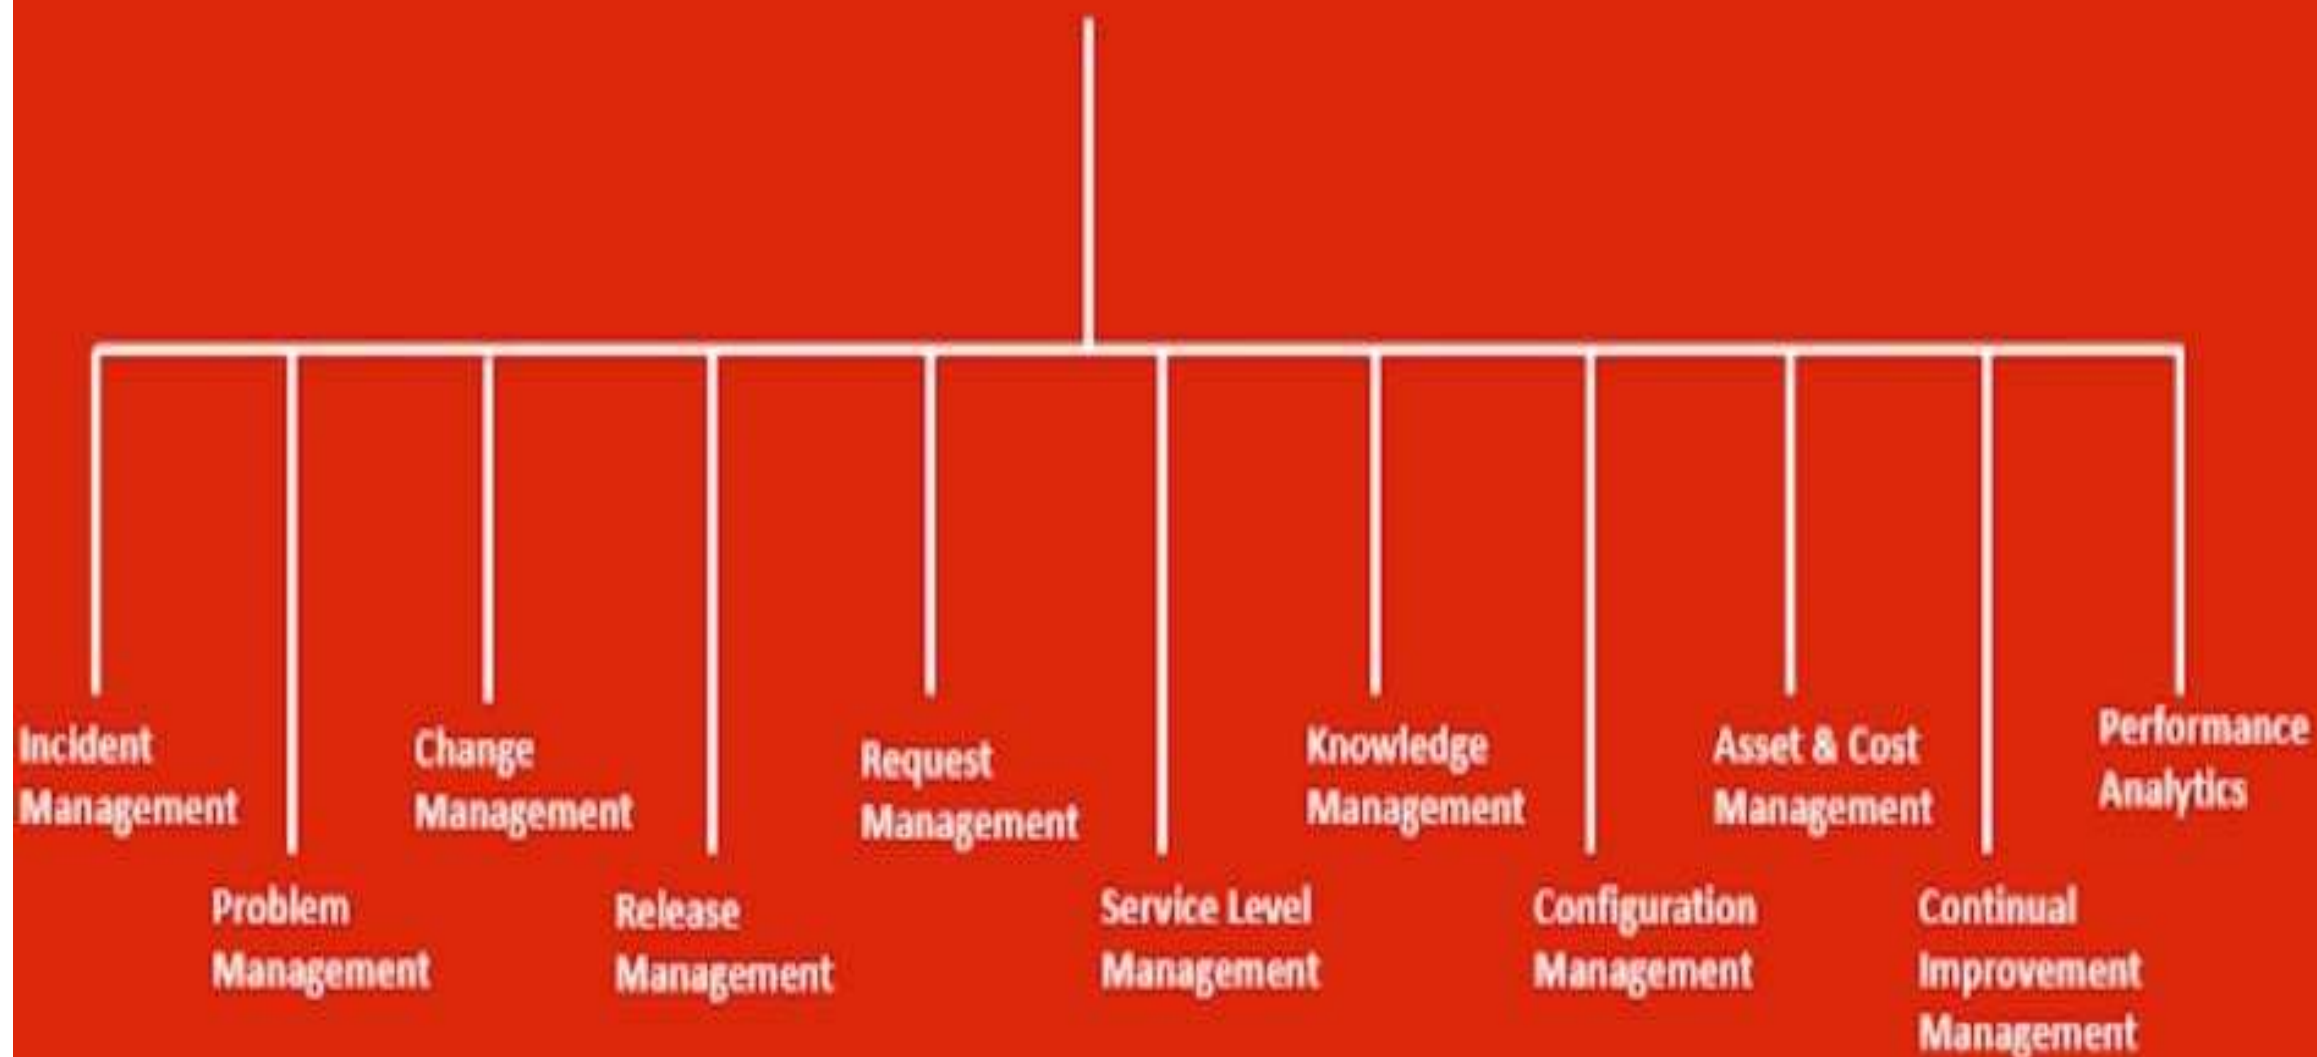 Incident
Management
Problem
Management
Change
Management
Release
Management
Request
Management
Service Level
Management
Knowledge
Management
Configuration
Management
Asset & Cost
Management
Continual
Improvement
Management
Performance
Analytics